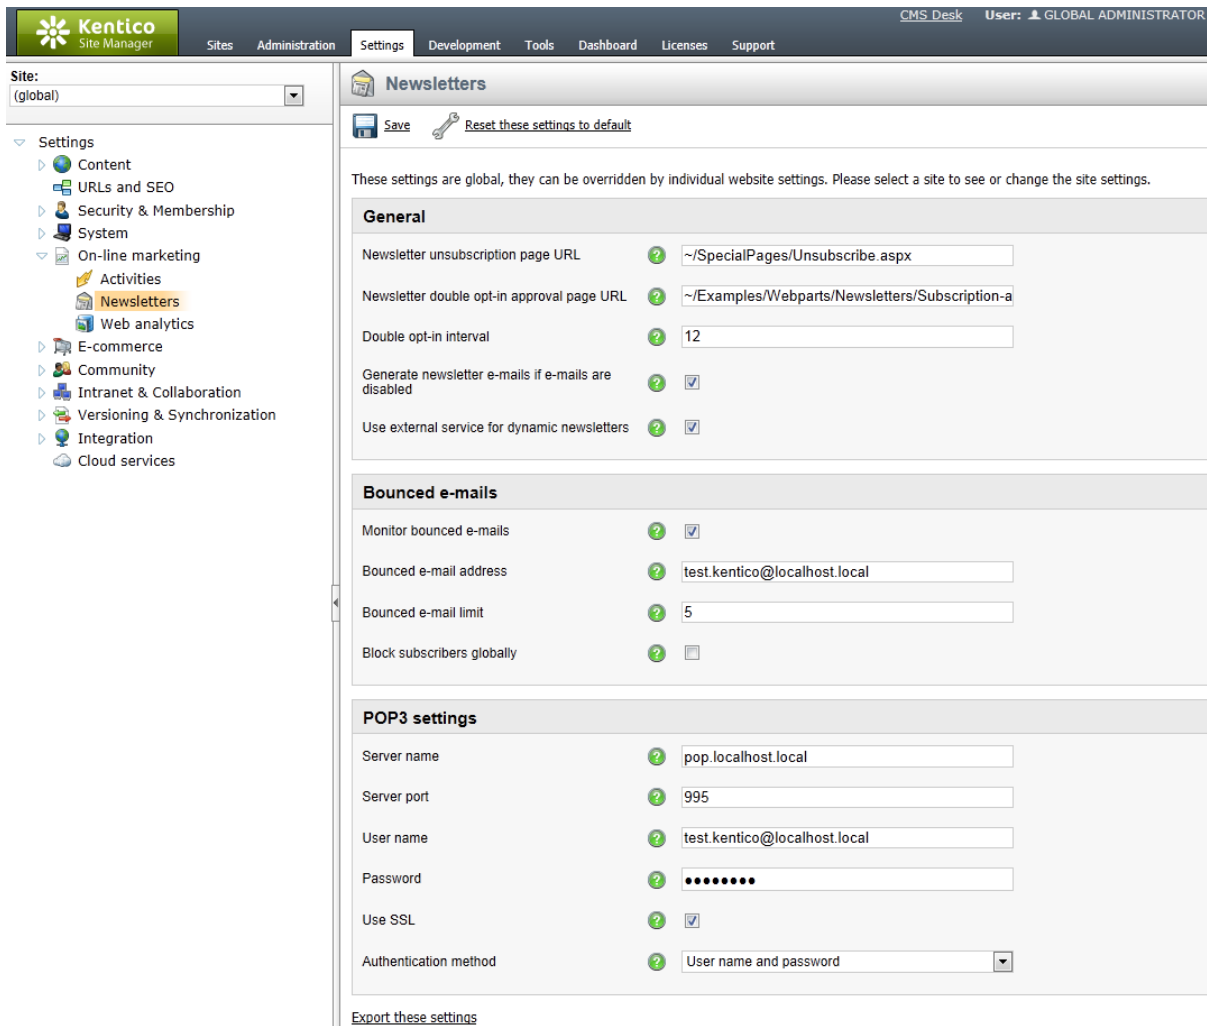 CMS Desk User: GLOBAL ADMINISTRATOR
Kentico
Site Manager
Sites Administration Settings Development Tools Dashboard Licenses Support
Site:
(global)
Settings
Content
URLs and SEO
Security & Membership
System
On-line marketing
Activities
Newsletters
Web analytics
E-commerce
Community
Intranet & Collaboration
Versioning & Synchronization
Integration
Cloud services
Newsletters
Save Reset these settings to default
These settings are global, they can be overridden by individual website settings. Please select a site to see or change the site settings.
General
Newsletter unsubscription page URL ? ~/SpecialPages/Unsubscribe.aspx
Newsletter double opt-in approval page URL ? ~/Examples/Webparts/Newsletters/Subscription-a
Double opt-in interval ? 12
Generate newsletter e-mails if e-mails are
disabled ?
Use external service for dynamic newsletters ?
Bounced e-mails
Monitor bounced e-mails ?
Bounced e-mail address ? test.kentico@localhost.local
Bounced e-mail limit ? 5
Block subscribers globally ?
POP3 settings
Server name ? pop.localhost.local
Server port ? 995
User name ? test.kentico@localhost.local
Password ? ••••••••
Use SSL ?
Authentication method ? User name and password
Export these settings